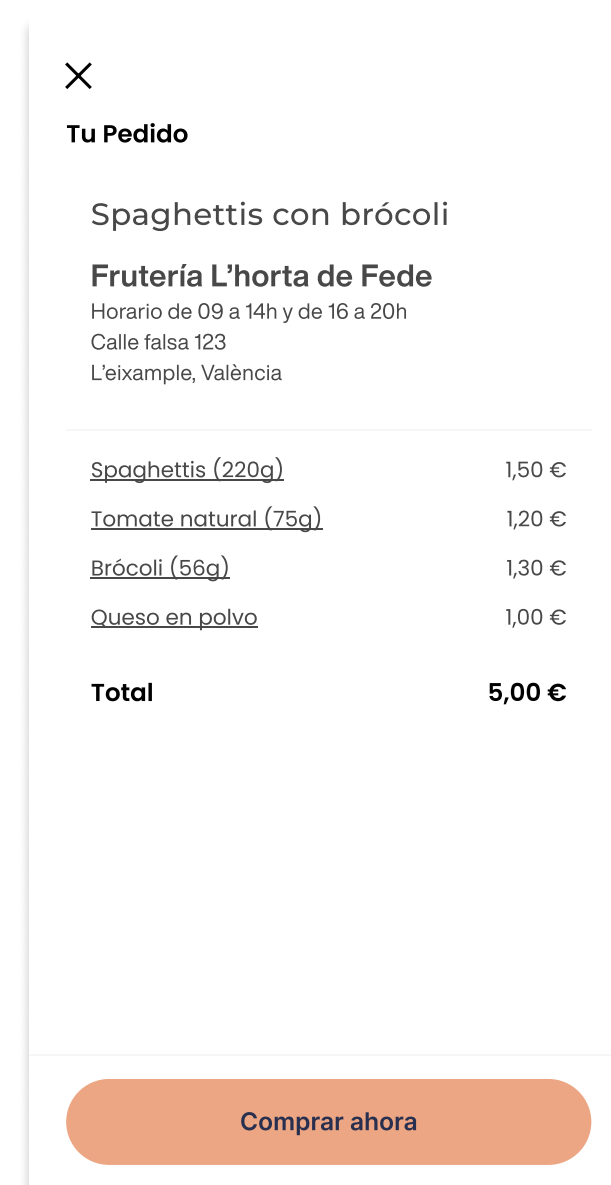 Tu Pedido
Spaghettis con brócoli
Frutería L’horta de Fede
Horario de 09 a 14h y de 16 a 20h
Calle falsa 123
L’eixample, València
Spaghettis (220g) 1,50 €
Tomate natural (75g) 1,20 €
Brócoli (56g) 1,30 €
Queso en polvo 1,00 €
Total 5,00 €
Comprar ahora